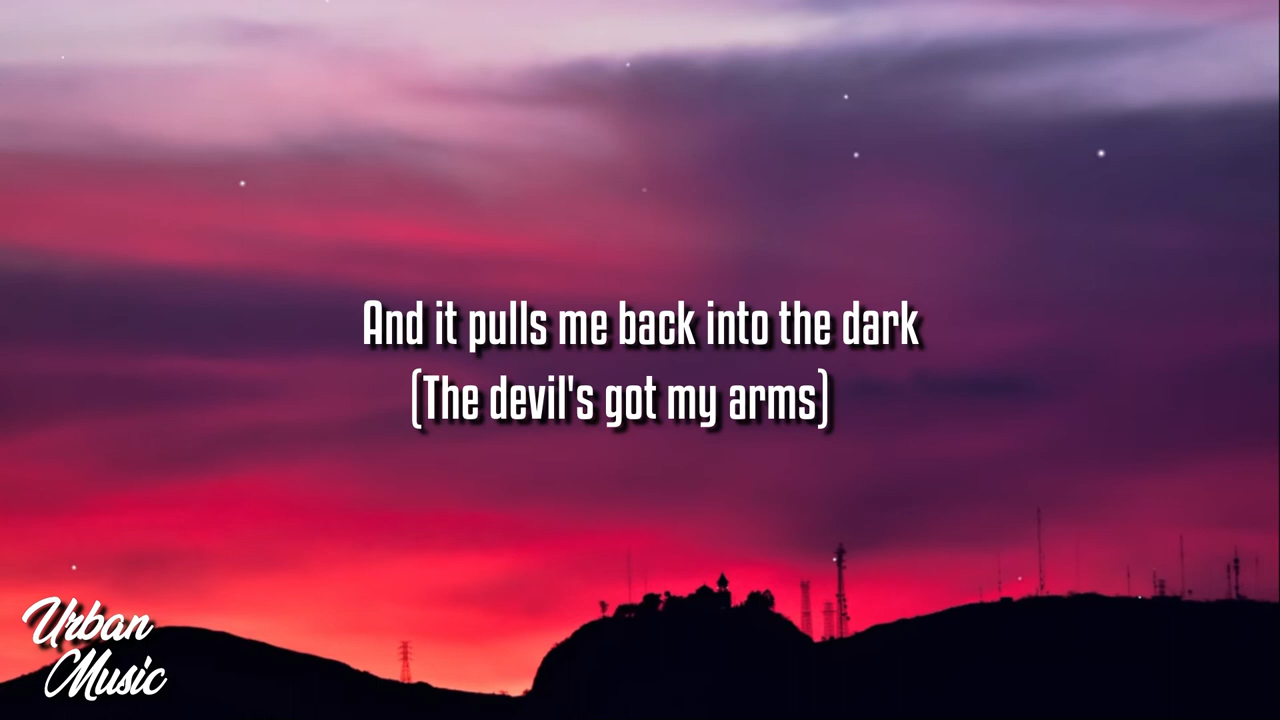 And it pulls me back into the dark
(The devil's got my arms)
Urban
Music